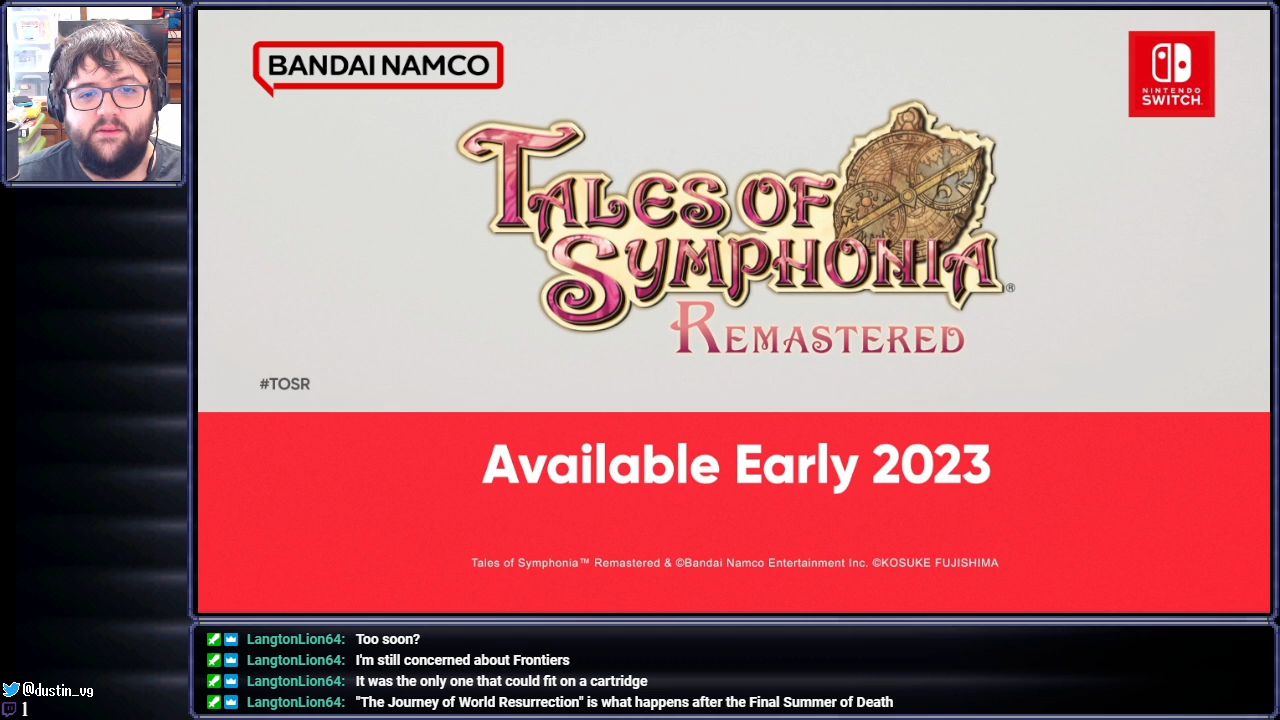 BANDAI NAMCO
NINTENDO
SWITCH
TALES OF
SYMPHONIA®
REMASTERED
#TOSR
Available Early 2023
Tales of Symphonia™ Remastered & ©Bandai Namco Entertainment Inc. ©KOSUKE FUJISHIMA
LangtonLion64: Too soon?
LangtonLion64: I'm still concerned about Frontiers
LangtonLion64: It was the only one that could fit on a cartridge
LangtonLion64: "The Journey of World Resurrection" is what happens after the Final Summer of Death
@dustin_vg
1